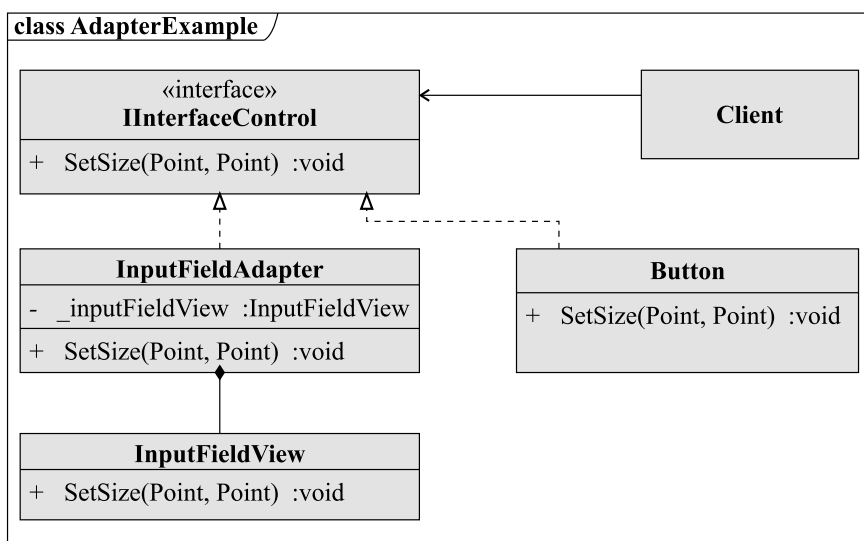 class AdapterExample
«interface»
IInterfaceControl
+ SetSize(Point, Point) :void
Client
InputFieldAdapter
- _inputFieldView :InputFieldView
+ SetSize(Point, Point) :void
Button
+ SetSize(Point, Point) :void
InputFieldView
+ SetSize(Point, Point) :void